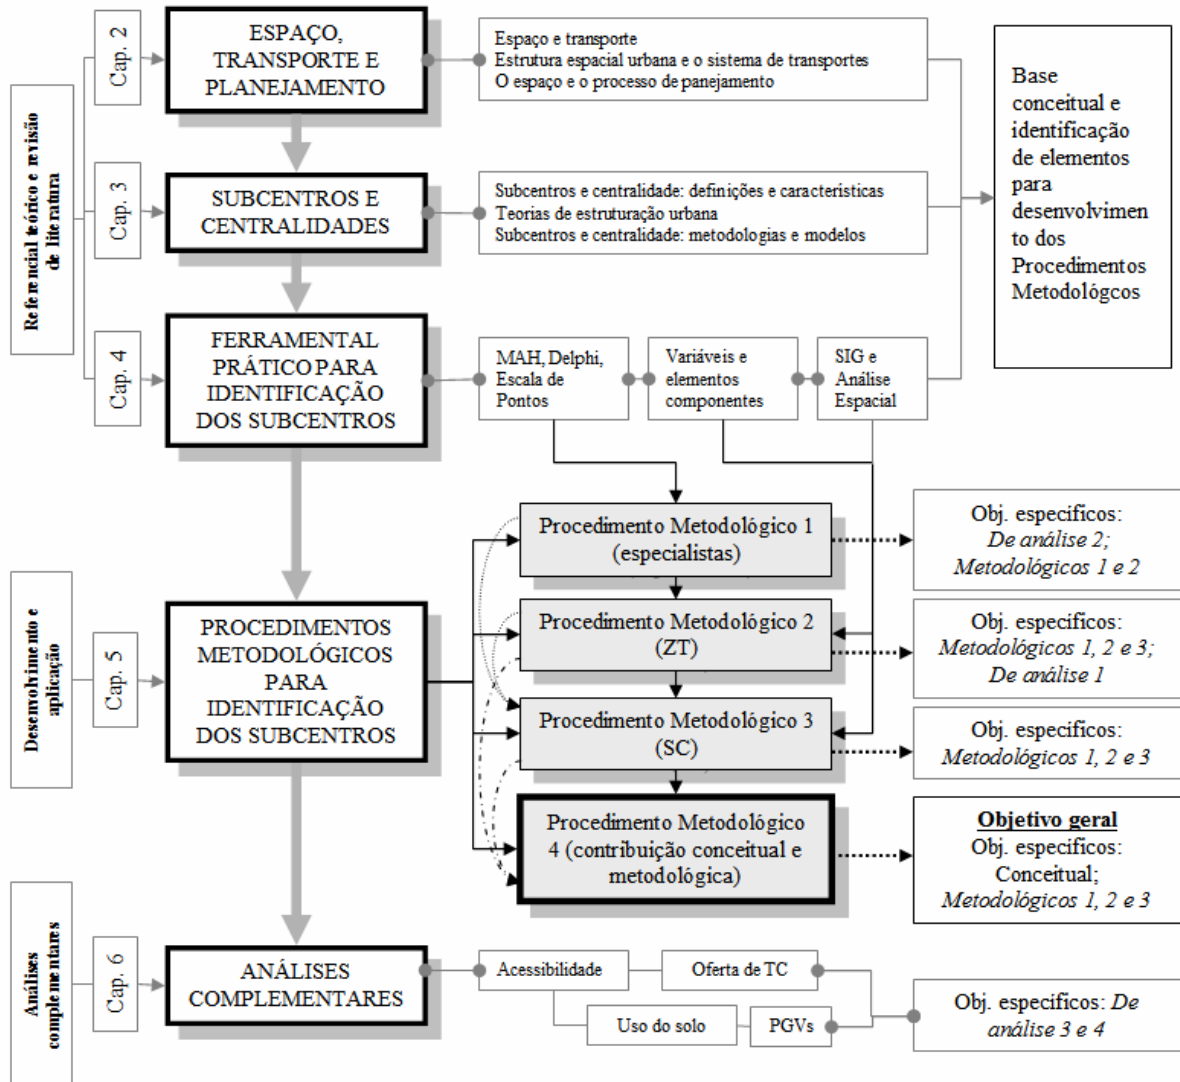 Referencial teórico e revisão
de literatura
Cap. 2
ESPAÇO,
TRANSPORTE E
PLANEJAMENTO
Espaço e transporte
Estrutura espacial urbana e o sistema de transportes
O espaço e o processo de panejamento
Base
conceitual e
identificação
de elementos
para
desenvolvimen
to dos
Procedimentos
Metodológcos
Cap. 3
SUBCENTROS E
CENTRALIDADES
Subcentros e centralidade: definições e caracteristicas
Teorias de estruturação urbana
Subcentros e centralidade: metodologias e modelos
Cap. 4
FERRAMENTAL
PRÁTICO PARA
IDENTIFICAÇÃO
DOS SUBCENTROS
MAH, Delphi,
Escala de
Pontos
Variáveis e
elementos
componentes
SIG e
Análise
Espacial
Desenvolvimento e
aplicação
Cap. 5
PROCEDIMENTOS
METODOLÓGICOS
PARA
IDENTIFICAÇÃO
DOS SUBCENTROS
Procedimento Metodológico 1
(especialistas)
Obj. específicos:
De análise 2;
Metodológicos 1 e 2
Procedimento Metodológico 2
(ZT)
Obj. específicos:
Metodológicos 1, 2 e 3;
De análise 1
Procedimento Metodológico 3
(SC)
Obj. específicos:
Metodológicos 1, 2 e 3
Procedimento Metodológico
4 (contribuição conceitual e
metodológica)
Objetivo geral
Obj. específicos:
Conceitual;
Metodológicos 1, 2 e 3
Análises
complementares
Cap. 6
ANÁLISES
COMPLEMENTARES
Acessibilidade
Oferta de TC
Uso do solo
PGVs
Obj. específicos: De
análise 3 e 4